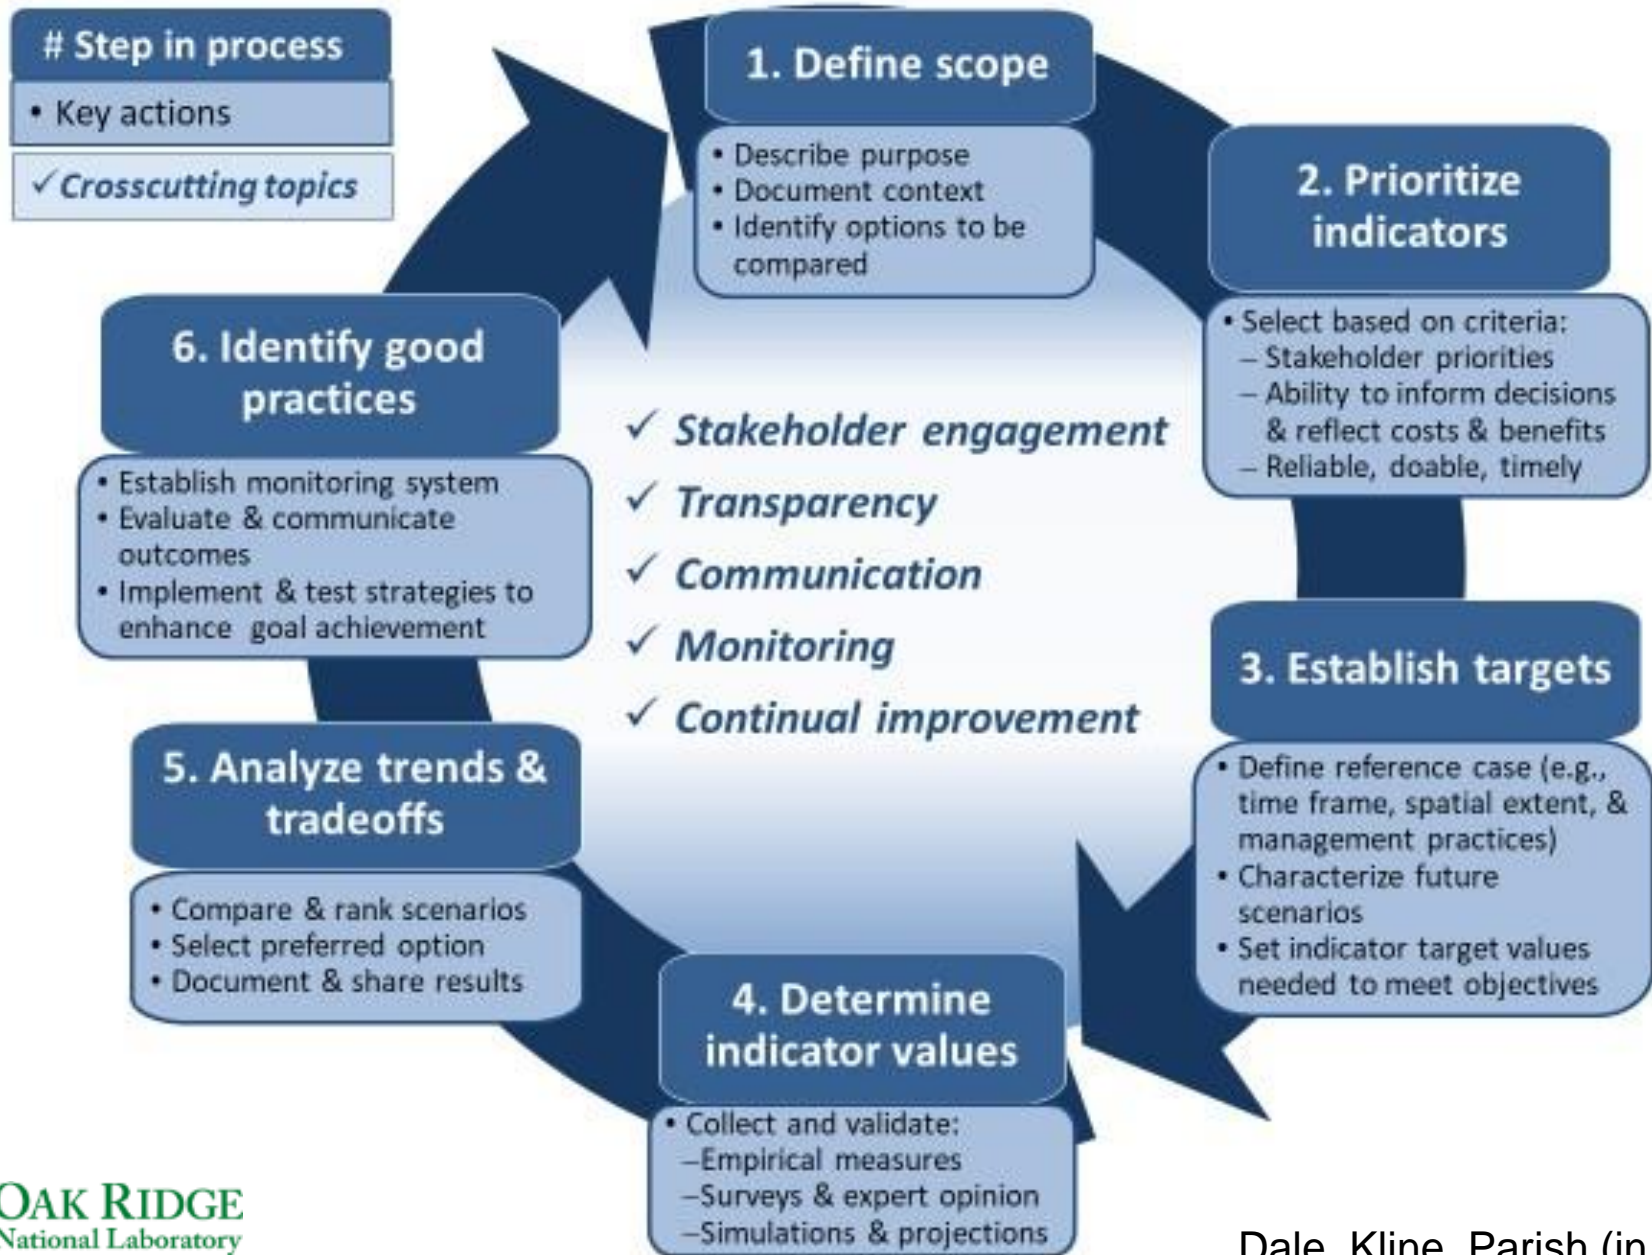 # Step in process
• Key actions
✓ Crosscutting topics
1. Define scope
• Describe purpose
• Document context
• Identify options to be
compared
2. Prioritize
indicators
• Select based on criteria:
– Stakeholder priorities
– Ability to inform decisions
& reflect costs & benefits
– Reliable, doable, timely
3. Establish targets
• Define reference case (e.g.,
time frame, spatial extent, &
management practices)
• Characterize future
scenarios
• Set indicator target values
needed to meet objectives
4. Determine
indicator values
• Collect and validate:
–Empirical measures
–Surveys & expert opinion
–Simulations & projections
5. Analyze trends &
tradeoffs
• Compare & rank scenarios
• Select preferred option
• Document & share results
6. Identify good
practices
• Establish monitoring system
• Evaluate & communicate
outcomes
• Implement & test strategies to
enhance goal achievement
✓ Stakeholder engagement
✓ Transparency
✓ Communication
✓ Monitoring
✓ Continual improvement
OAK RIDGE
National Laboratory
Dale, Kline, Parish (in